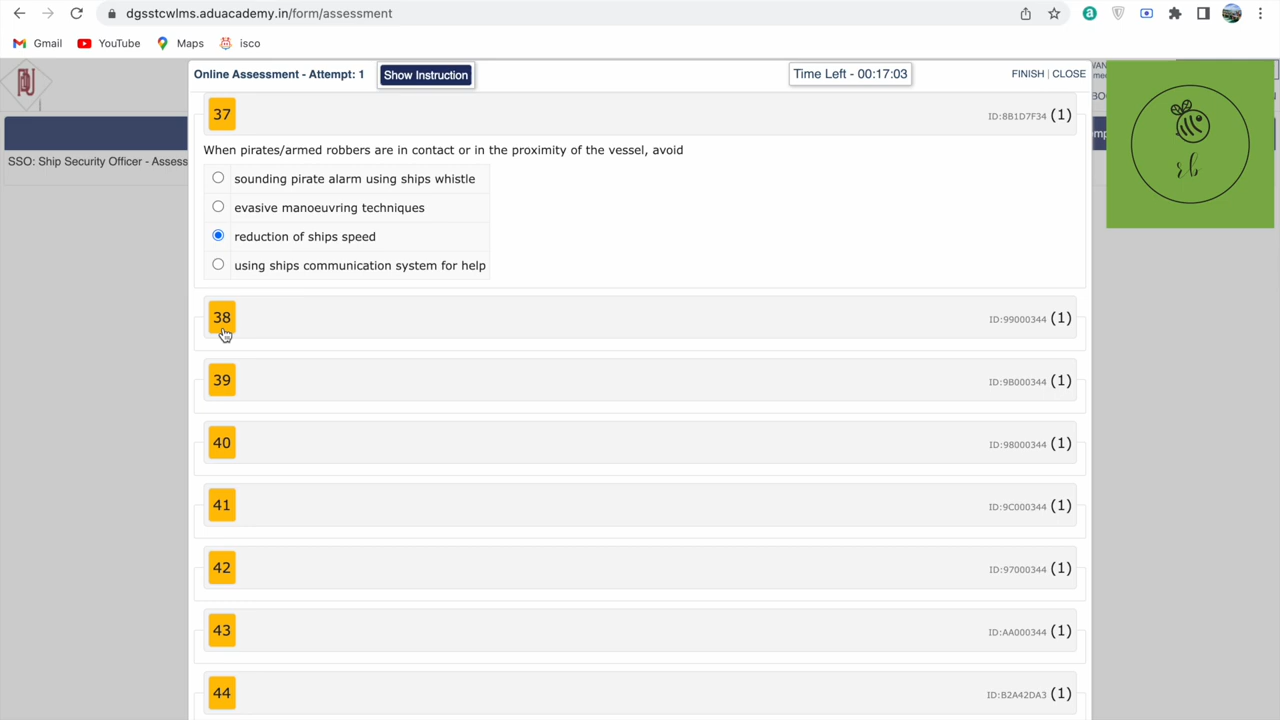 dgsstcwlms.aduacademy.in/form/assessment
Gmail YouTube Maps isco
Online Assessment - Attempt: 1 Show Instruction Time Left - 00:17:03 FINISH | CLOSE
37 ID:8B1D7F34 (1)
SSO: Ship Security Officer - Assess
When pirates/armed robbers are in contact or in the proximity of the vessel, avoid
sounding pirate alarm using ships whistle
evasive manoeuvring techniques
reduction of ships speed
using ships communication system for help
38 ID:99000344 (1)
39 ID:9B000344 (1)
40 ID:98000344 (1)
41 ID:9C000344 (1)
42 ID:97000344 (1)
43 ID:AA000344 (1)
44 ID:B2A42DA3 (1)
rb